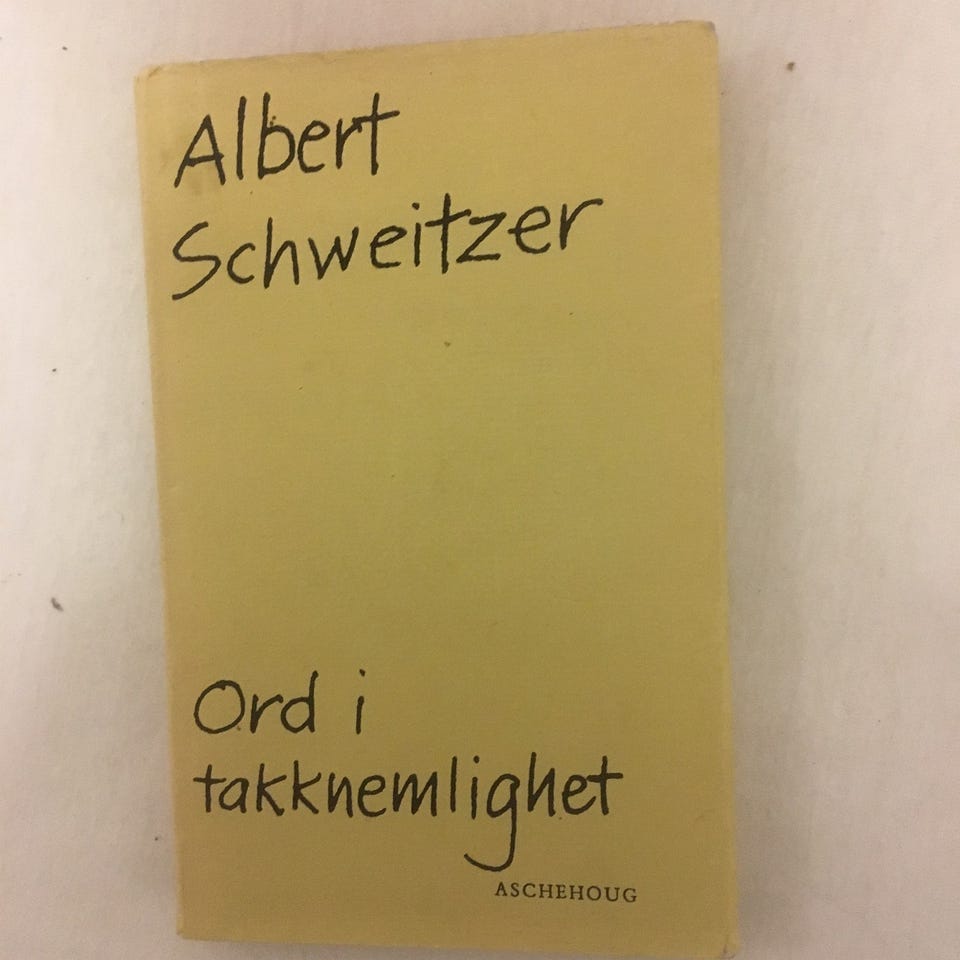 Albert
Schweitzer
Ord i
takknemlighet
ASCHEHOUG